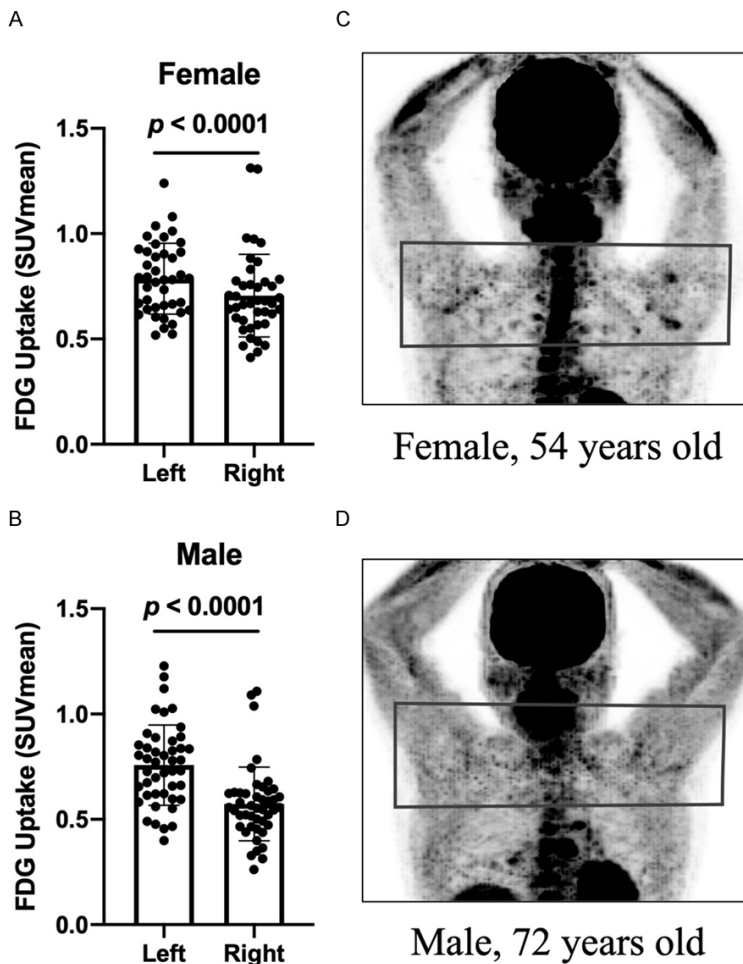 A
Female
p < 0.0001
FDG Uptake (SUVmean)
1.5
1.0
0.5
0.0
Left Right
C
Female, 54 years old
B
Male
p < 0.0001
FDG Uptake (SUVmean)
1.5
1.0
0.5
0.0
Left Right
D
Male, 72 years old